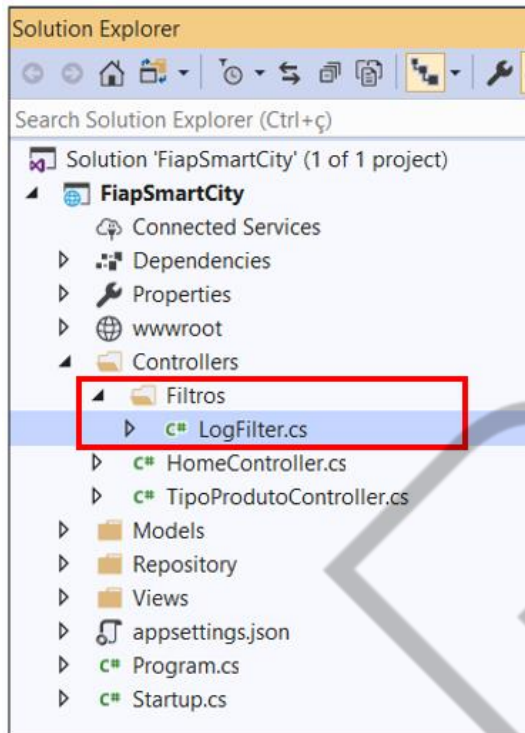 Solution Explorer
Search Solution Explorer (Ctrl+ç)
Solution 'FiapSmartCity' (1 of 1 project)
FiapSmartCity
Connected Services
Dependencies
Properties
wwwroot
Controllers
Filtros
C# LogFilter.cs
C# HomeController.cs
C# TipoProdutoController.cs
Models
Repository
Views
appsettings.json
C# Program.cs
C# Startup.cs